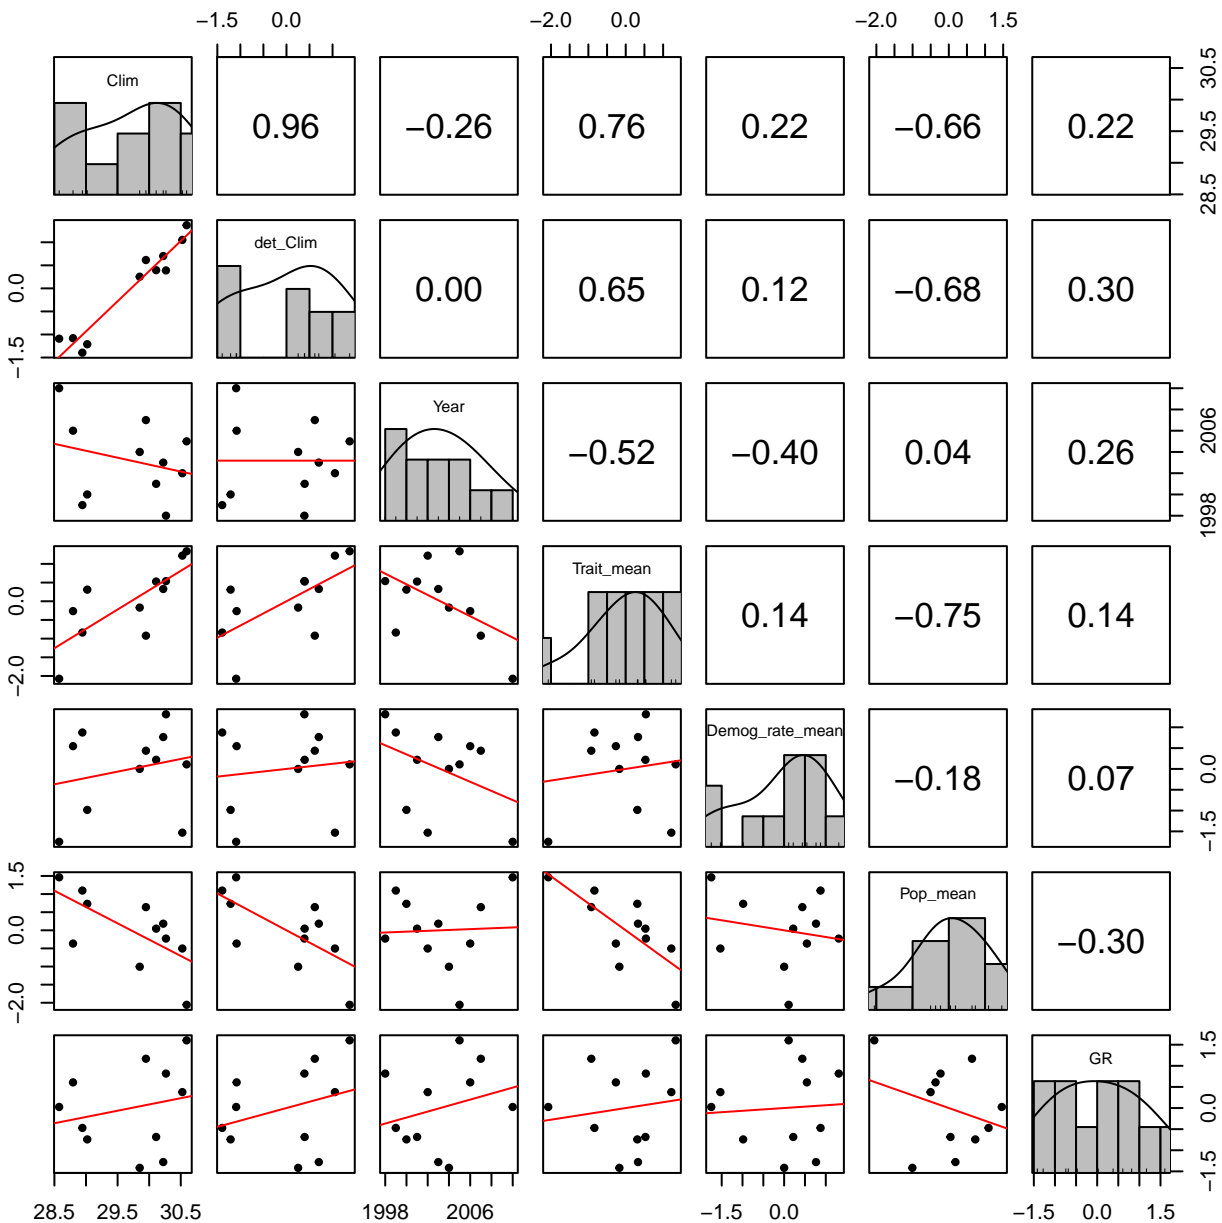 −1.5 0.0 −2.0 0.0 −2.0 0.0 1.5
Clim 0.96 −0.26 0.76 0.22 −0.66 0.22 28.5 29.5 30.5
−1.5 0.0 det_Clim 0.00 0.65 0.12 −0.68 0.30
Year −0.52 −0.40 0.04 0.26 1998 2006
−2.0 0.0 Trait_mean 0.14 −0.75 0.14
Demog_rate_mean −0.18 0.07 −1.5 0.0
−2.0 0.0 1.5 Pop_mean −0.30
GR −1.5 0.0 1.5
28.5 29.5 30.5 1998 2006 −1.5 0.0 −1.5 0.0 1.5